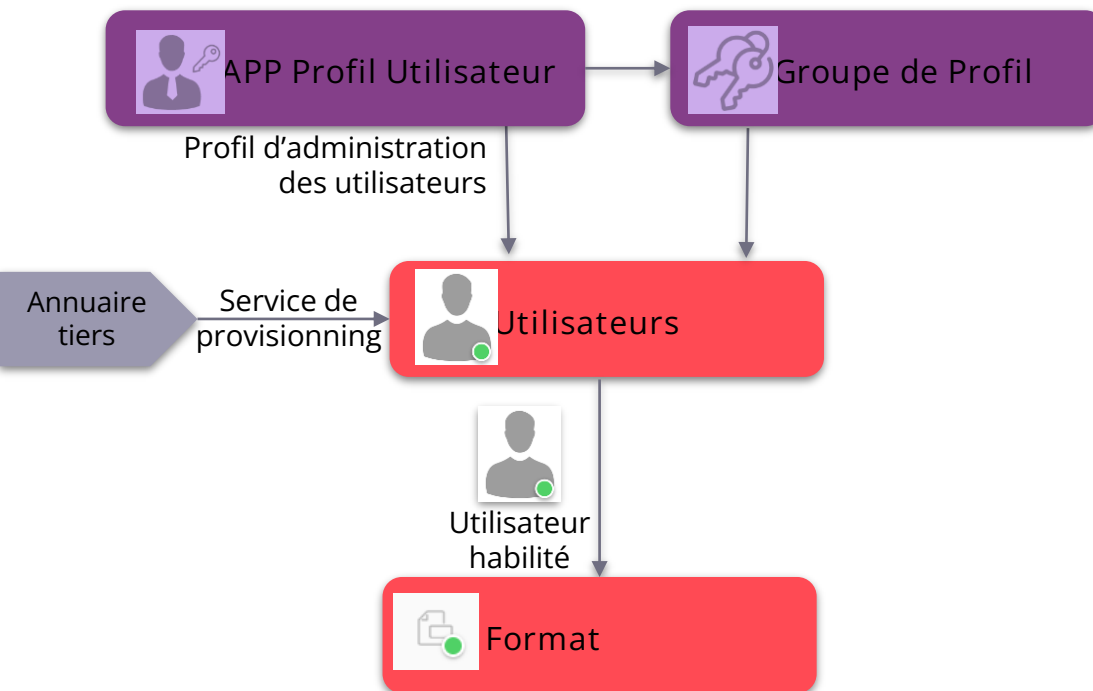 APP Profil Utilisateur
Groupe de Profil
Profil d’administration
des utilisateurs
Annuaire
tiers
Service de
provisionning
Utilisateurs
Utilisateur
habilité
Format